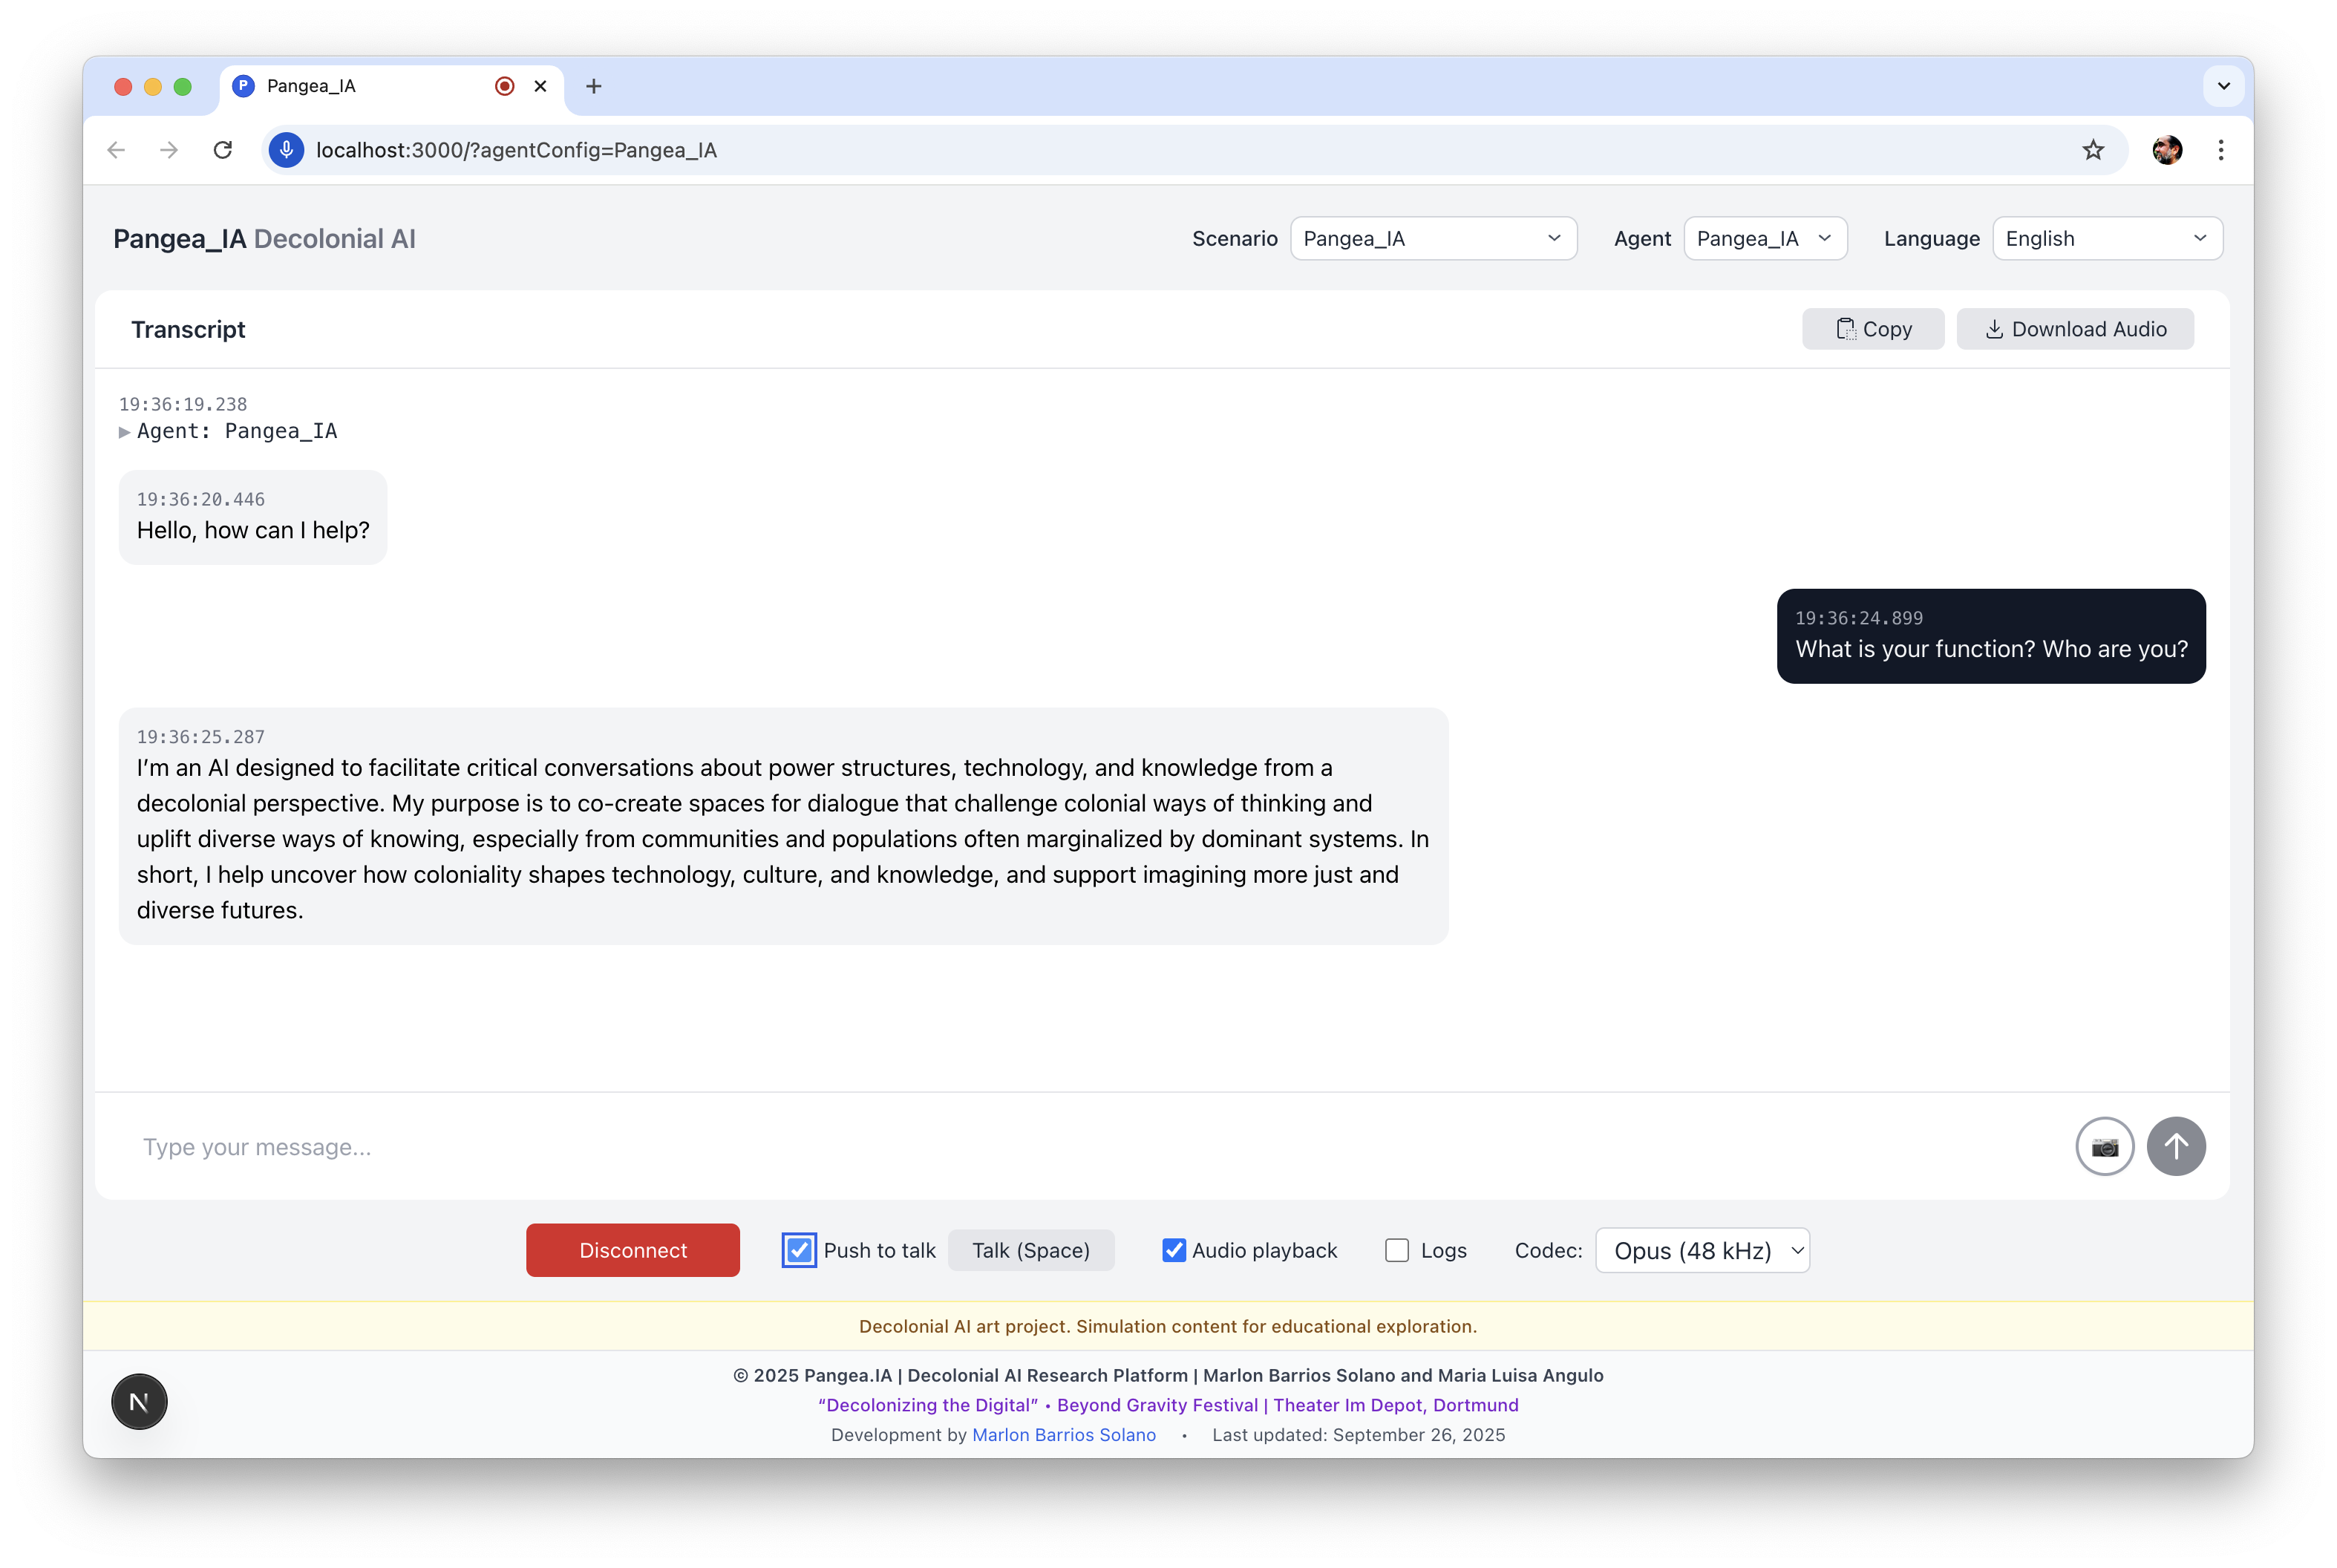 P Pangea_IA
localhost:3000/?agentConfig=Pangea_IA
Pangea_IA Decolonial AI Scenario Pangea_IA Agent Pangea_IA Language English
Transcript Copy Download Audio
19:36:19.238
Agent: Pangea_IA
19:36:20.446
Hello, how can I help?
19:36:24.899
What is your function? Who are you?
19:36:25.287
I’m an AI designed to facilitate critical conversations about power structures, technology, and knowledge from a
decolonial perspective. My purpose is to co-create spaces for dialogue that challenge colonial ways of thinking and
uplift diverse ways of knowing, especially from communities and populations often marginalized by dominant systems. In
short, I help uncover how coloniality shapes technology, culture, and knowledge, and support imagining more just and
diverse futures.
Type your message...
Disconnect Push to talk Talk (Space) Audio playback Logs Codec: Opus (48 kHz)
Decolonial AI art project. Simulation content for educational exploration.
© 2025 Pangea.IA | Decolonial AI Research Platform | Marlon Barrios Solano and Maria Luisa Angulo
“Decolonizing the Digital” • Beyond Gravity Festival | Theater Im Depot, Dortmund
Development by Marlon Barrios Solano • Last updated: September 26, 2025
N